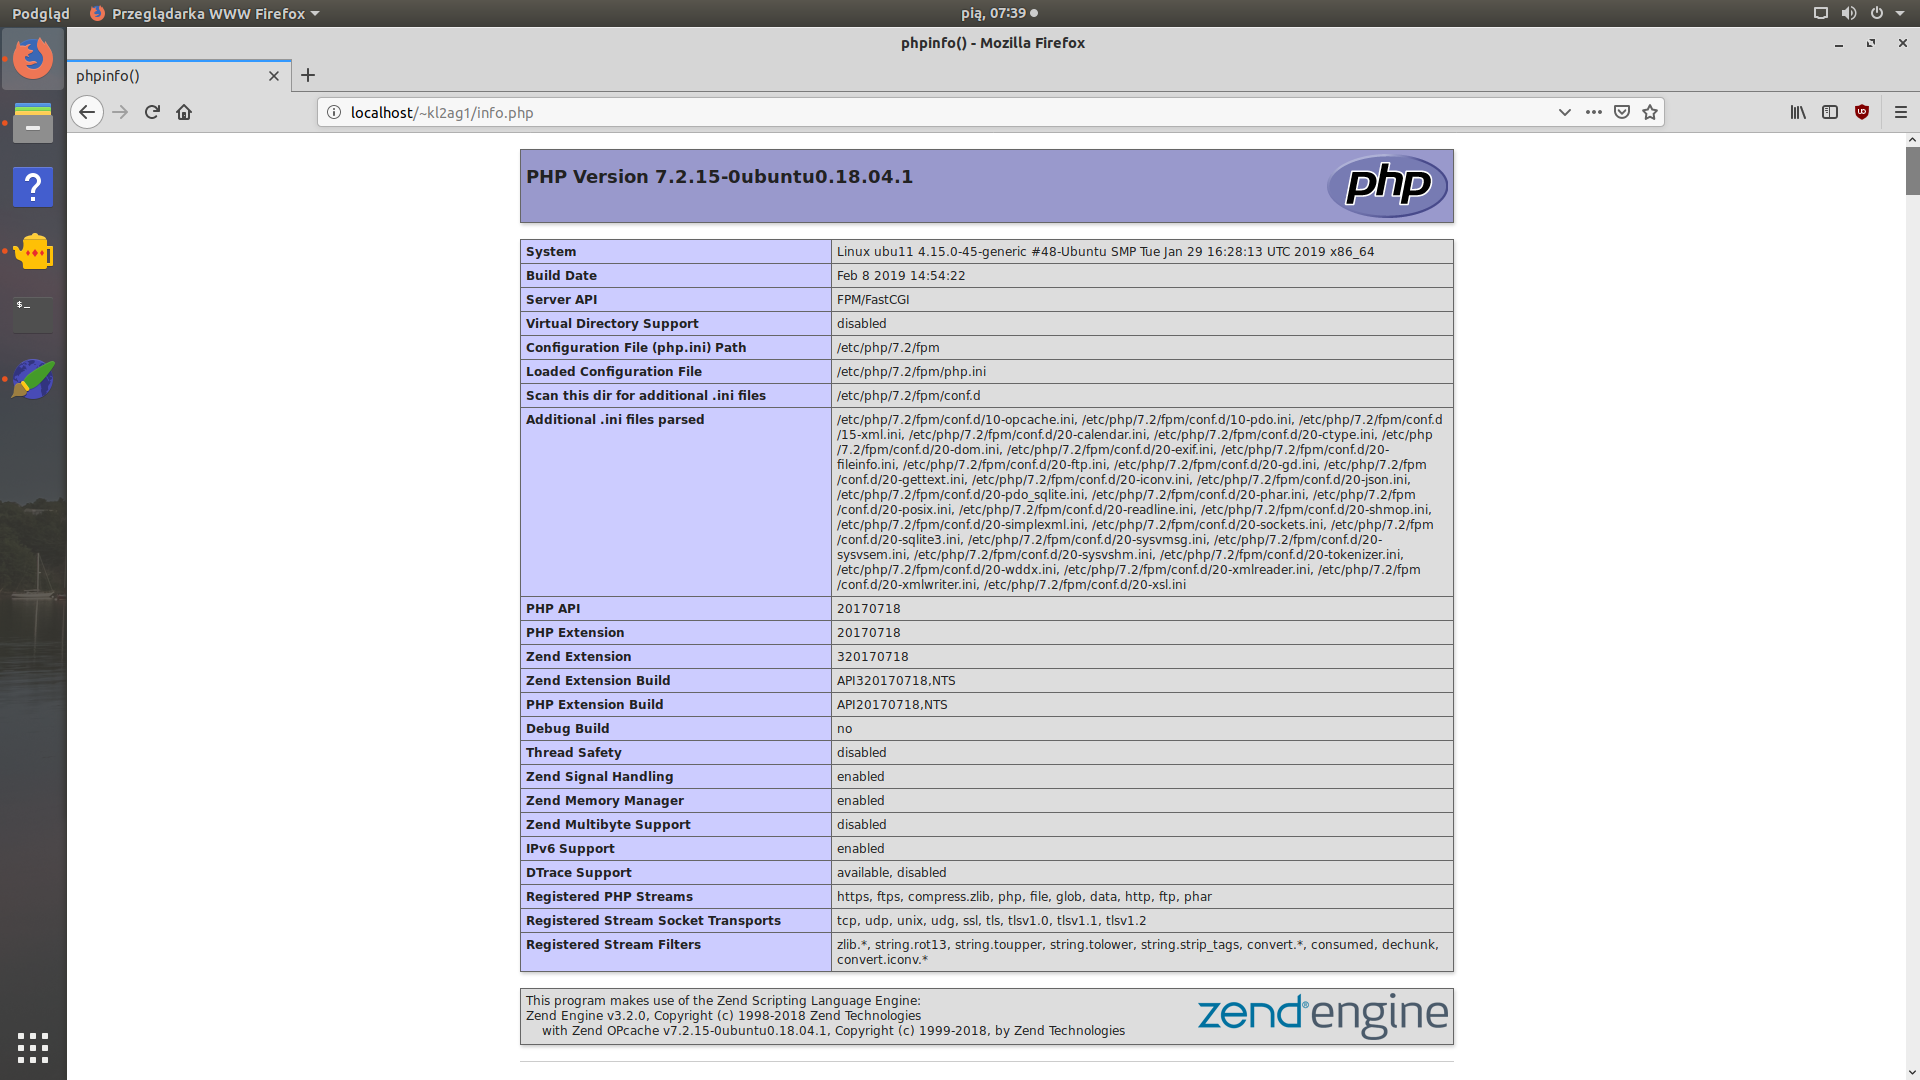 Podgląd
Przeglądarka WWW Firefox
pią, 07:39
phpinfo() - Mozilla Firefox
phpinfo()
localhost/~kl2ag1/info.php
PHP Version 7.2.15-0ubuntu0.18.04.1
php
System Linux ubu11 4.15.0-45-generic #48-Ubuntu SMP Tue Jan 29 16:28:13 UTC 2019 x86_64
Build Date Feb 8 2019 14:54:22
Server API FPM/FastCGI
Virtual Directory Support disabled
Configuration File (php.ini) Path /etc/php/7.2/fpm
Loaded Configuration File /etc/php/7.2/fpm/php.ini
Scan this dir for additional .ini files /etc/php/7.2/fpm/conf.d
Additional .ini files parsed /etc/php/7.2/fpm/conf.d/10-opcache.ini, /etc/php/7.2/fpm/conf.d/10-pdo.ini, /etc/php/7.2/fpm/conf.d
/15-xml.ini, /etc/php/7.2/fpm/conf.d/20-calendar.ini, /etc/php/7.2/fpm/conf.d/20-ctype.ini, /etc/php
/7.2/fpm/conf.d/20-dom.ini, /etc/php/7.2/fpm/conf.d/20-exif.ini, /etc/php/7.2/fpm/conf.d/20-
fileinfo.ini, /etc/php/7.2/fpm/conf.d/20-ftp.ini, /etc/php/7.2/fpm/conf.d/20-gd.ini, /etc/php/7.2/fpm
/conf.d/20-gettext.ini, /etc/php/7.2/fpm/conf.d/20-iconv.ini, /etc/php/7.2/fpm/conf.d/20-json.ini,
/etc/php/7.2/fpm/conf.d/20-pdo_sqlite.ini, /etc/php/7.2/fpm/conf.d/20-phar.ini, /etc/php/7.2/fpm
/conf.d/20-posix.ini, /etc/php/7.2/fpm/conf.d/20-readline.ini, /etc/php/7.2/fpm/conf.d/20-shmop.ini,
/etc/php/7.2/fpm/conf.d/20-simplexml.ini, /etc/php/7.2/fpm/conf.d/20-sockets.ini, /etc/php/7.2/fpm
/conf.d/20-sqlite3.ini, /etc/php/7.2/fpm/conf.d/20-sysvmsg.ini, /etc/php/7.2/fpm/conf.d/20-
sysvsem.ini, /etc/php/7.2/fpm/conf.d/20-sysvshm.ini, /etc/php/7.2/fpm/conf.d/20-tokenizer.ini,
/etc/php/7.2/fpm/conf.d/20-wddx.ini, /etc/php/7.2/fpm/conf.d/20-xmlreader.ini, /etc/php/7.2/fpm
/conf.d/20-xmlwriter.ini, /etc/php/7.2/fpm/conf.d/20-xsl.ini
PHP API 20170718
PHP Extension 20170718
Zend Extension 320170718
Zend Extension Build API320170718,NTS
PHP Extension Build API20170718,NTS
Debug Build no
Thread Safety disabled
Zend Signal Handling enabled
Zend Memory Manager enabled
Zend Multibyte Support disabled
IPv6 Support enabled
DTrace Support available, disabled
Registered PHP Streams https, ftps, compress.zlib, php, file, glob, data, http, ftp, phar
Registered Stream Socket Transports tcp, udp, unix, udg, ssl, tls, tlsv1.0, tlsv1.1, tlsv1.2
Registered Stream Filters zlib.*, string.rot13, string.toupper, string.tolower, string.strip_tags, convert.*, consumed, dechunk,
convert.iconv.*
This program makes use of the Zend Scripting Language Engine:
Zend Engine v3.2.0, Copyright (c) 1998-2018 Zend Technologies
with Zend OPcache v7.2.15-0ubuntu0.18.04.1, Copyright (c) 1999-2018, by Zend Technologies
zend® engine